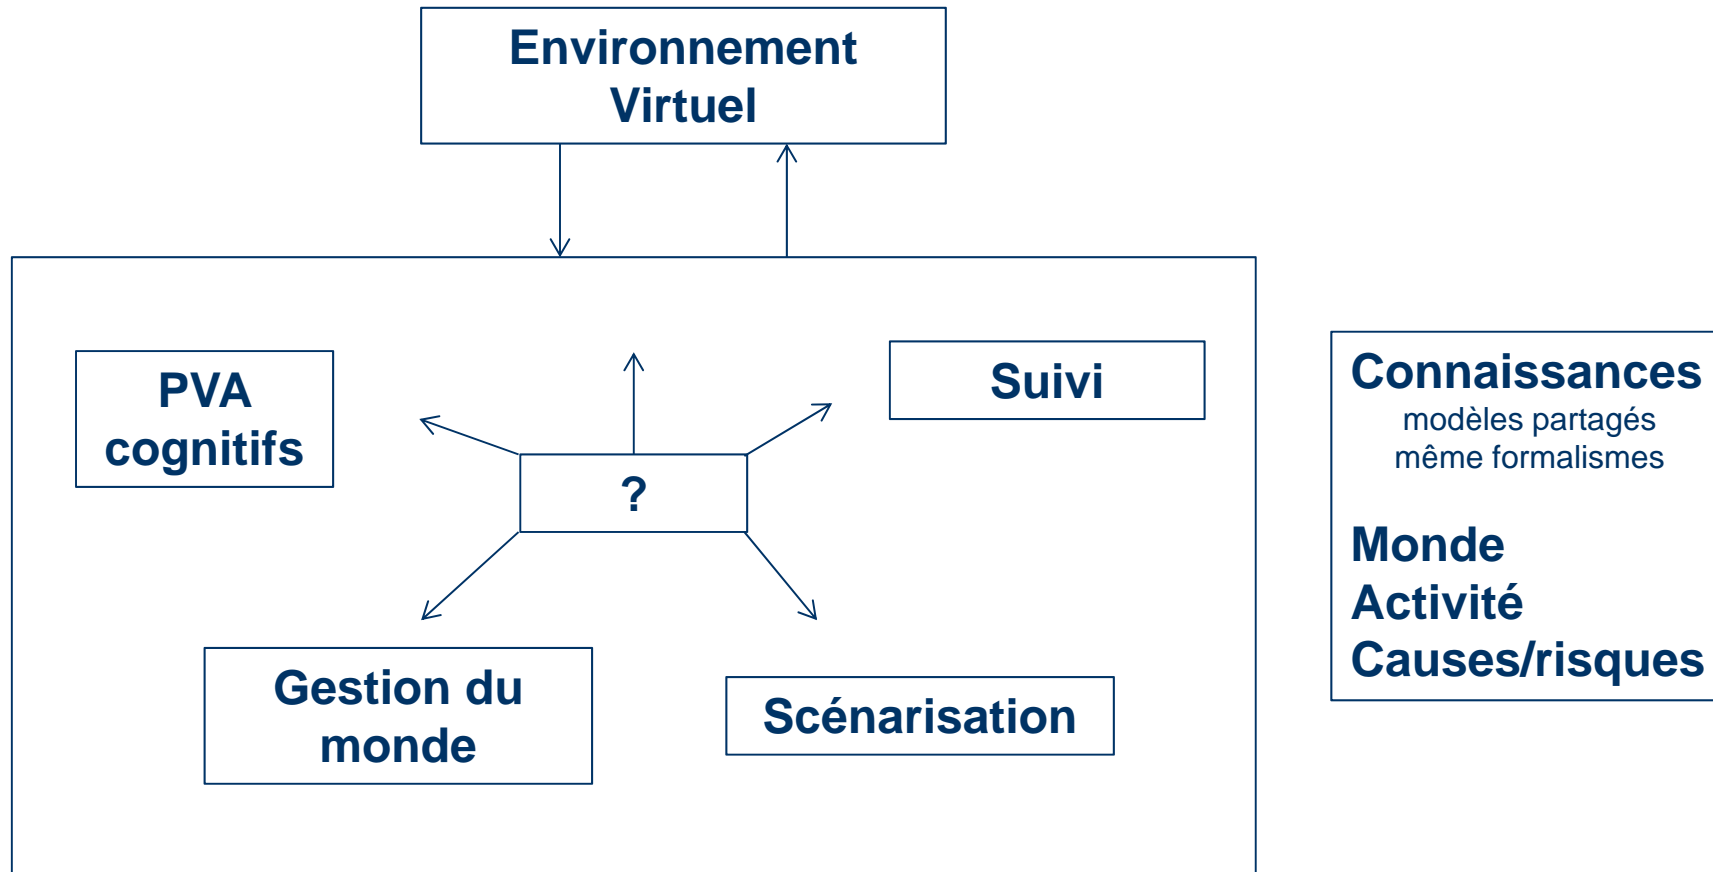 Environnement
Virtuel
PVA
cognitifs
Suivi
?
Gestion du
monde
Scénarisation
Connaissances
modèles partagés
même formalismes
Monde
Activité
Causes/risques